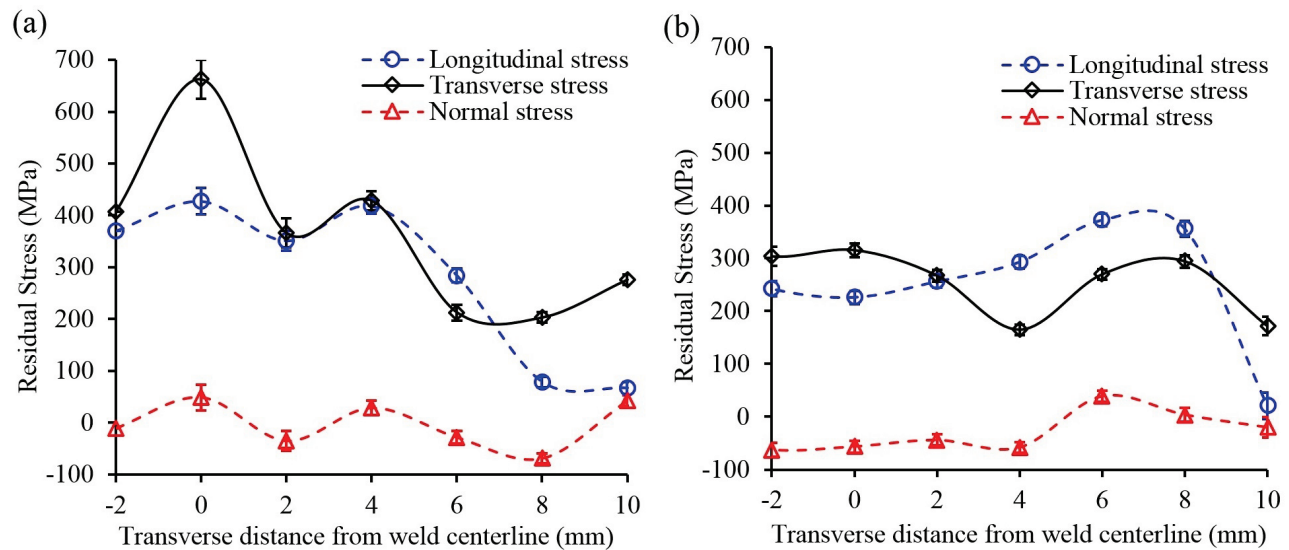 (a)
700
600
500
400
300
200
100
0
-100
Residual Stress (MPa)
Longitudinal stress
Transverse stress
Normal stress
-2 0 2 4 6 8 10
Transverse distance from weld centerline (mm)
(b)
700
600
500
400
300
200
100
0
-100
Residual Stress (MPa)
Longitudinal stress
Transverse stress
Normal stress
-2 0 2 4 6 8 10
Transverse distance from weld centerline (mm)